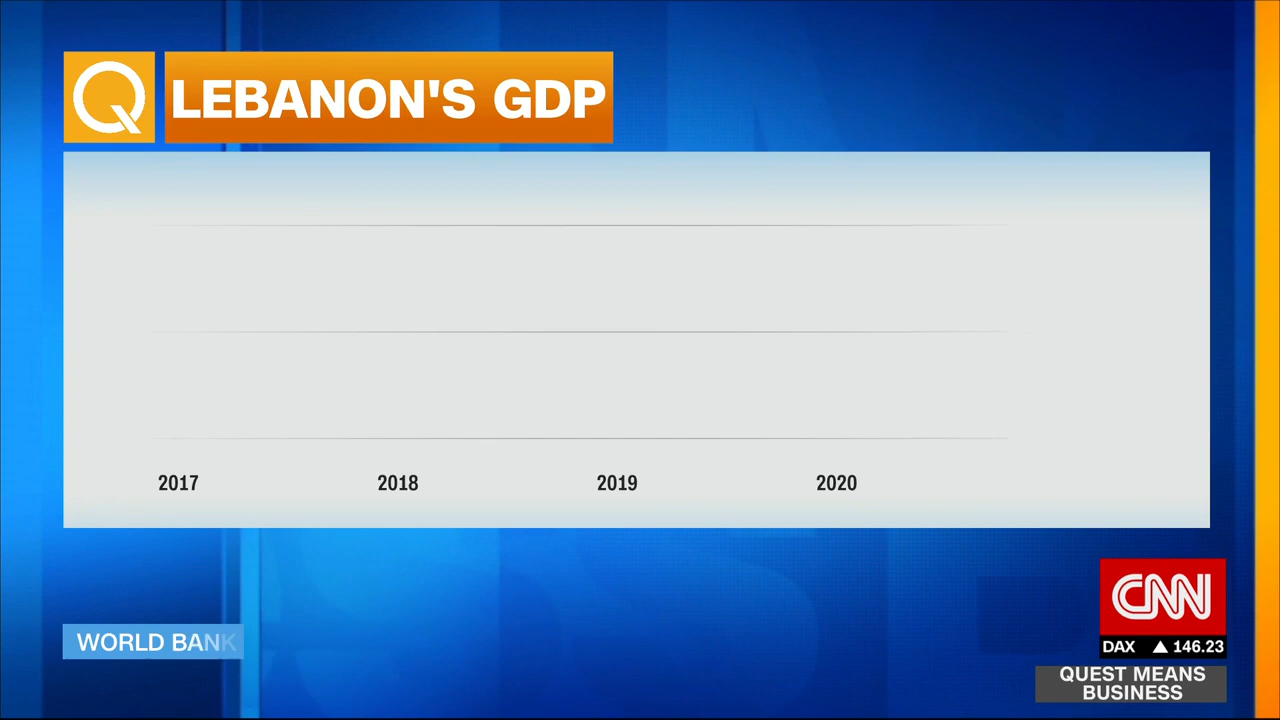 Q LEBANON'S GDP
2017 2018 2019 2020
WORLD BANK
CNN
DAX ▲ 146.23
QUEST MEANS
BUSINESS